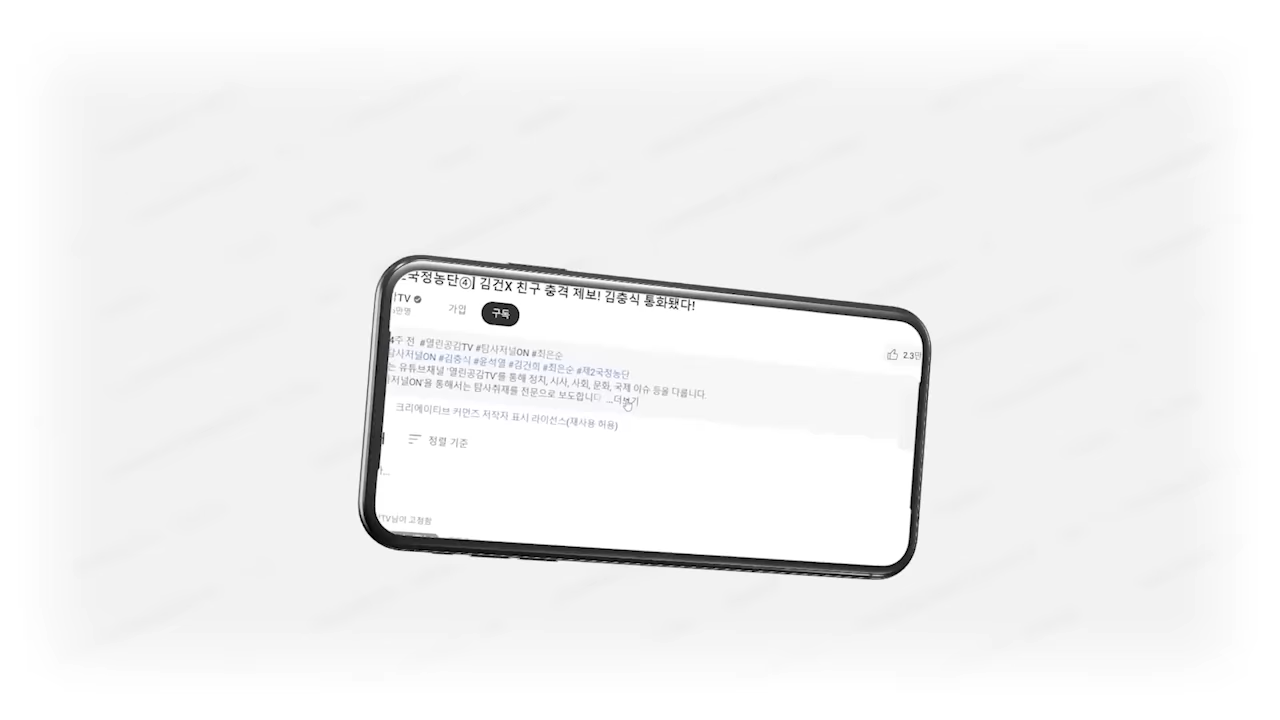 국정농단④] 김건X 친구 충격 제보! 김충식 통화됐다!
TV
만명
가입
구독
2.3만
4주 전 #열린공감TV #탐사저널ON #최은순
탐사저널ON #김충식 #윤석열 #김건희 #최은순 #제2국정농단
는 유튜브채널 '열린공감TV'를 통해 정치, 시사, 사회, 문화, 국제 이슈 등을 다룹니다.
저널ON'을 통해서는 탐사취재를 전문으로 보도합니다. ...더보기
크리에이티브 커먼즈 저작자 표시 라이선스(재사용 허용)
정렬 기준
TV님이 고정함